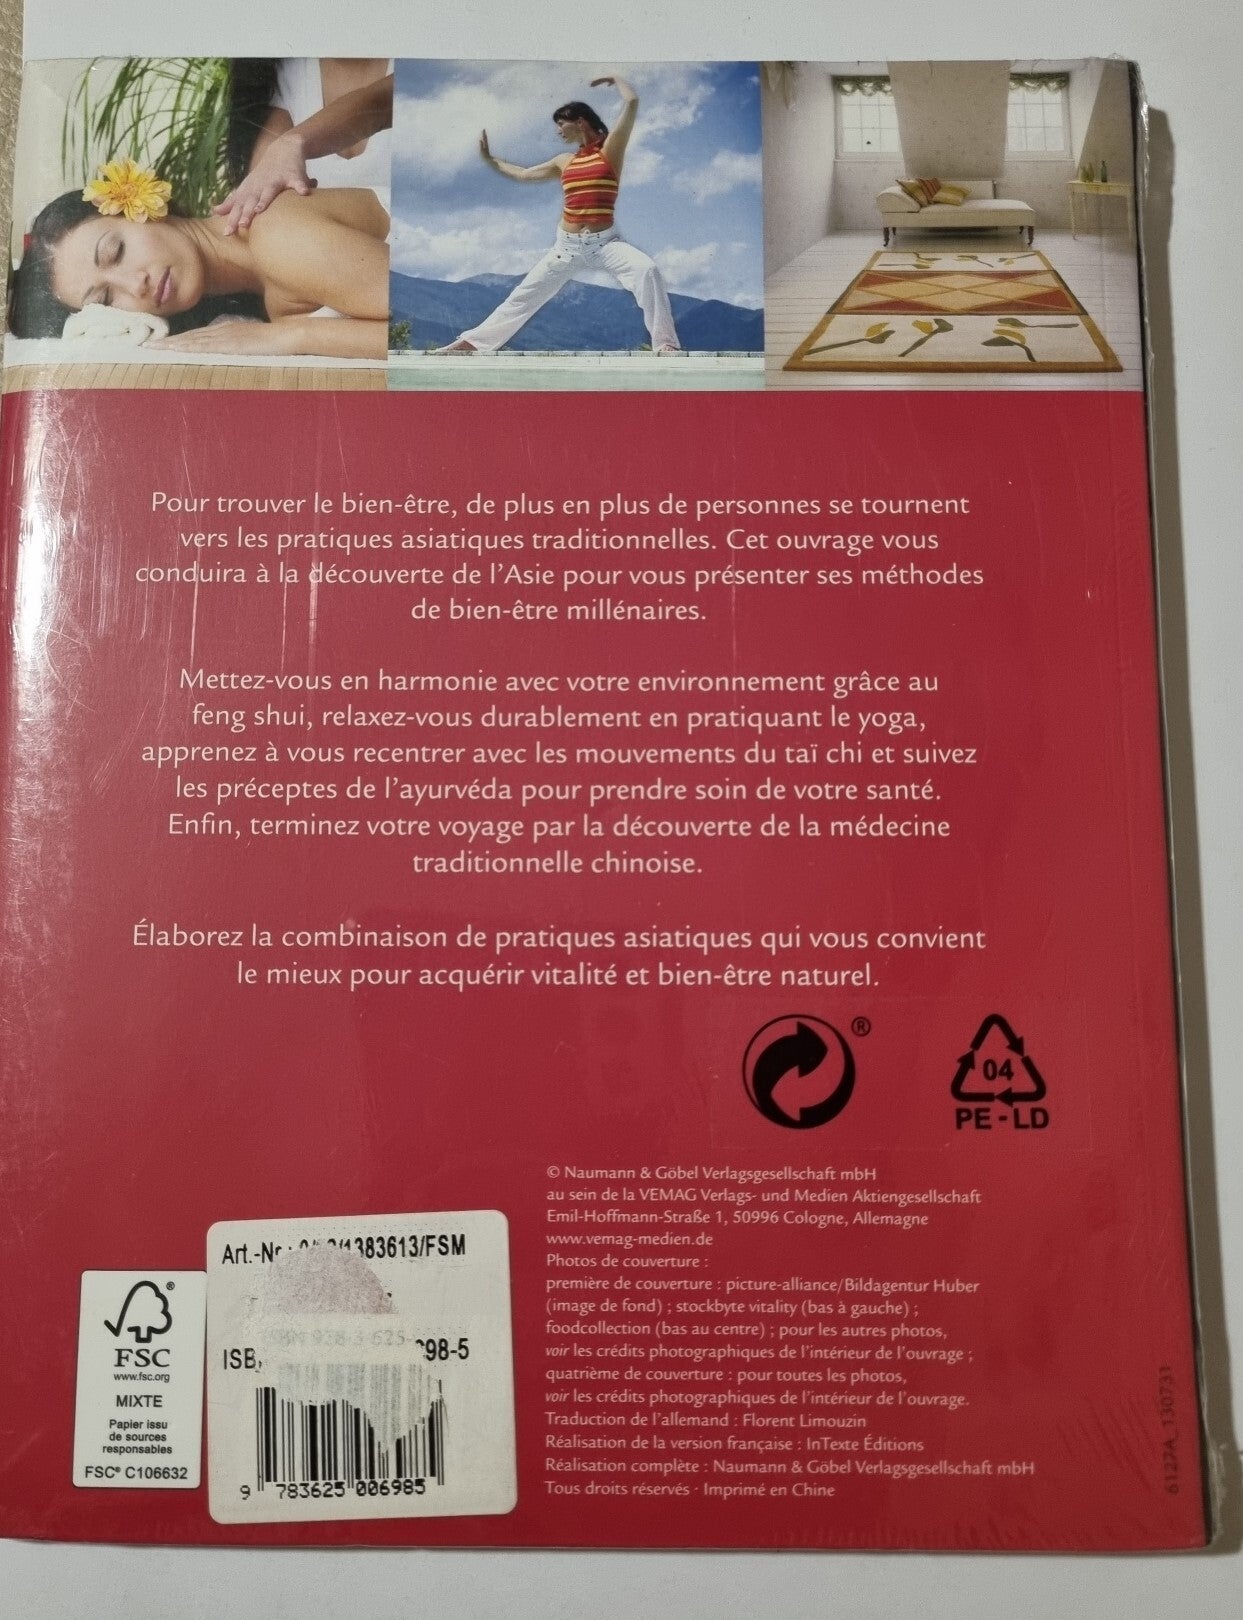 Pour trouver le bien-être, de plus en plus de personnes se tournent
vers les pratiques asiatiques traditionnelles. Cet ouvrage vous
conduira à la découverte de l'Asie pour vous présenter ses méthodes
de bien-être millénaires.
Mettez-vous en harmonie avec votre environnement grâce au
feng shui, relaxez-vous durablement en pratiquant le yoga,
apprenez à vous recentrer avec les mouvements du taï chi et suivez
les préceptes de l'ayurvéda pour prendre soin de votre santé.
Enfin, terminez votre voyage par la découverte de la médecine
traditionnelle chinoise.
Élaborez la combinaison de pratiques asiatiques qui vous convient
le mieux pour acquérir vitalité et bien-être naturel.
®
04
PE-LD
© Naumann & Göbel Verlagsgesellschaft mbH
au sein de la VEMAG Verlags- und Medien Aktiengesellschaft
Emil-Hoffmann-Straße 1, 50996 Cologne, Allemagne
www.vemag-medien.de
Photos de couverture :
première de couverture : picture-alliance/Bildagentur Huber
(image de fond) ; stockbyte vitality (bas à gauche) ;
foodcollection (bas au centre) ; pour les autres photos,
voir les crédits photographiques de l'intérieur de l'ouvrage ;
quatrième de couverture : pour toutes les photos,
voir les crédits photographiques de l'intérieur de l'ouvrage.
Traduction de l'allemand : Florent Limouzin
Réalisation de la version française : InTexte Éditions
Réalisation complète : Naumann & Göbel Verlagsgesellschaft mbH
Tous droits réservés · Imprimé en Chine
6127A_130731
®
FSC
www.fsc.org
MIXTE
Papier issu
de sources
responsables
FSC® C106632
Art.-Nr.: 1383613/FSM
98-5
9 783625 006985